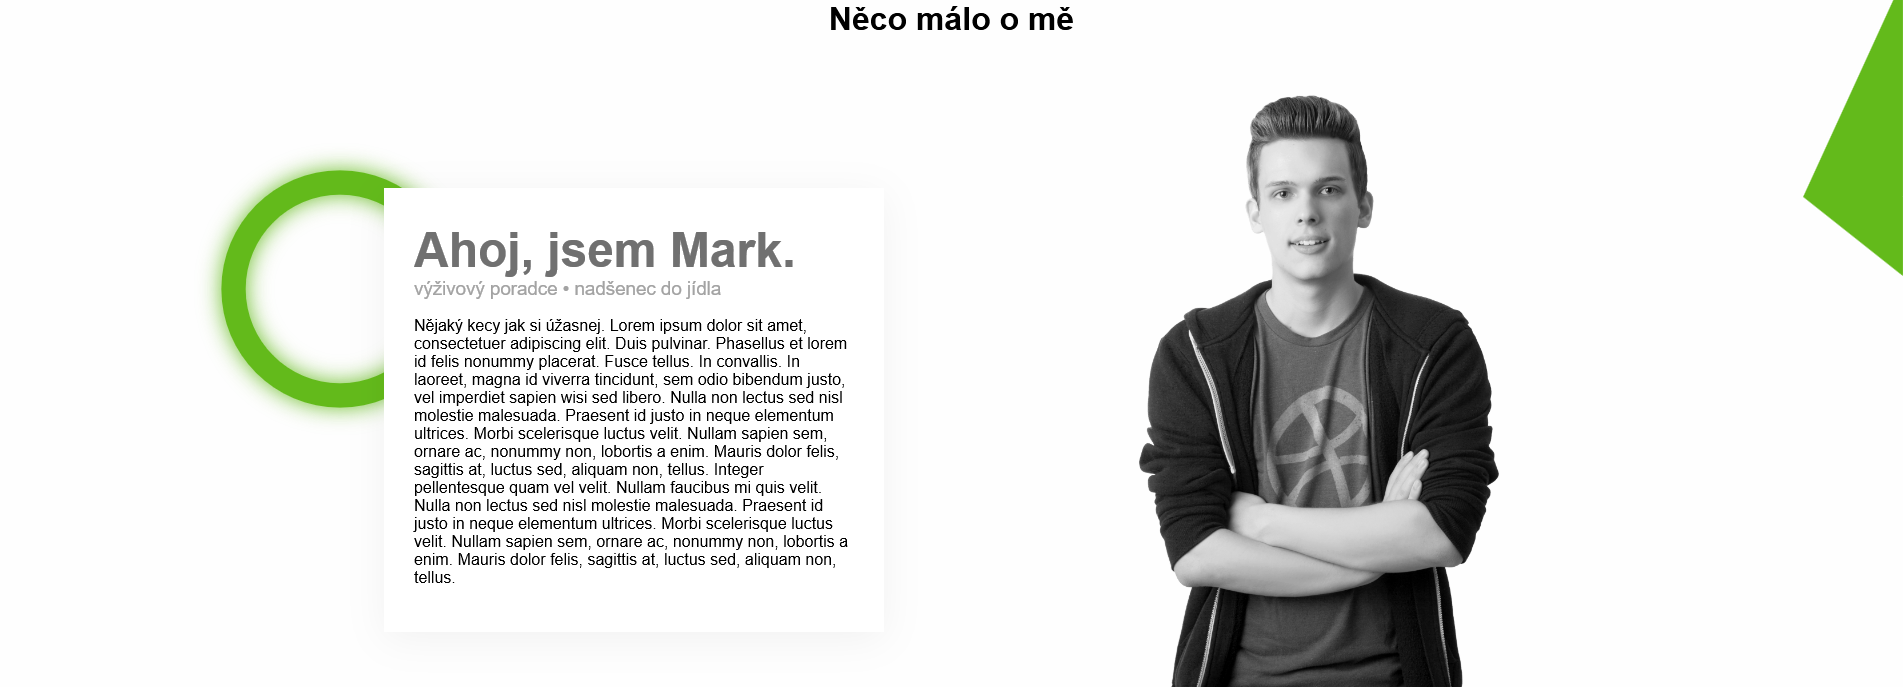 Něco málo o mě
Ahoj, jsem Mark.
výživový poradce • nadšenec do jídla
Nějaký kecy jak si úžasnej. Lorem ipsum dolor sit amet,
consectetuer adipiscing elit. Duis pulvinar. Phasellus et lorem
id felis nonummy placerat. Fusce tellus. In convallis. In
laoreet, magna id viverra tincidunt, sem odio bibendum justo,
vel imperdiet sapien wisi sed libero. Nulla non lectus sed nisl
molestie malesuada. Praesent id justo in neque elementum
ultrices. Morbi scelerisque luctus velit. Nullam sapien sem,
ornare ac, nonummy non, lobortis a enim. Mauris dolor felis,
sagittis at, luctus sed, aliquam non, tellus. Integer
pellentesque quam vel velit. Nullam faucibus mi quis velit.
Nulla non lectus sed nisl molestie malesuada. Praesent id
justo in neque elementum ultrices. Morbi scelerisque luctus
velit. Nullam sapien sem, ornare ac, nonummy non, lobortis a
enim. Mauris dolor felis, sagittis at, luctus sed, aliquam non,
tellus.